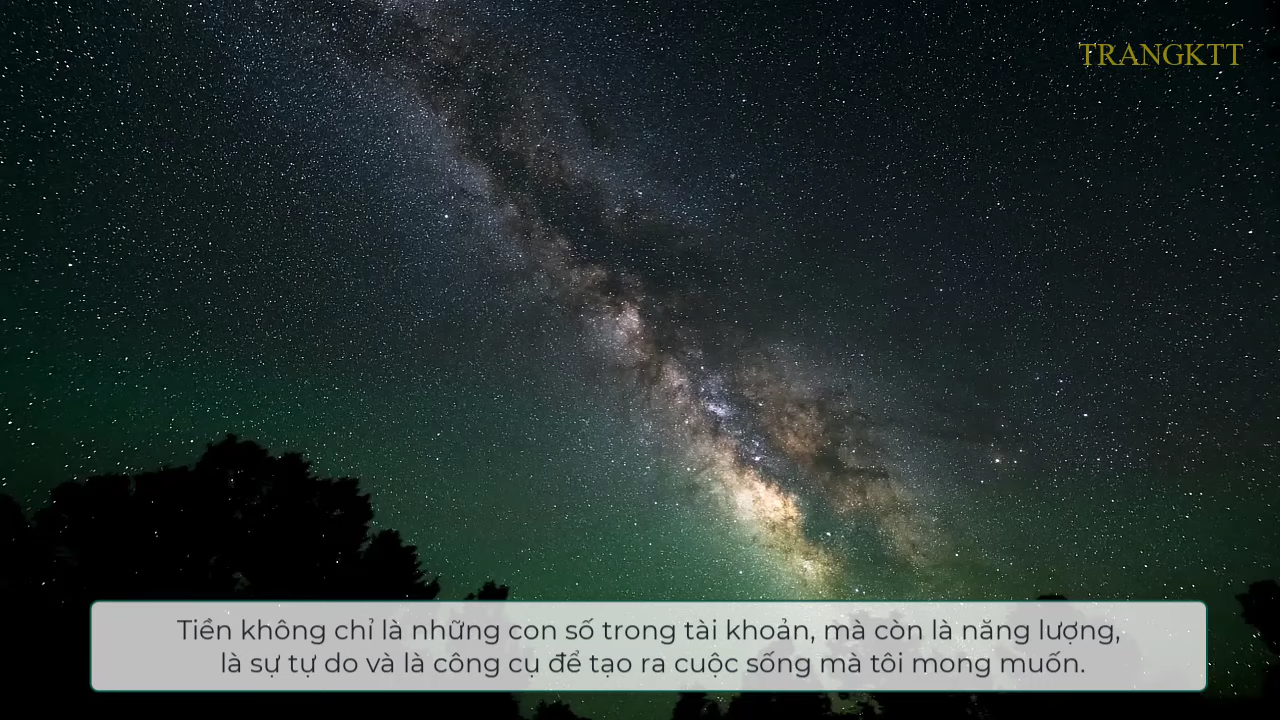 TRANGKTT
Tiền không chỉ là những con số trong tài khoản, mà còn là năng lượng,
là sự tự do và là công cụ để tạo ra cuộc sống mà tôi mong muốn.